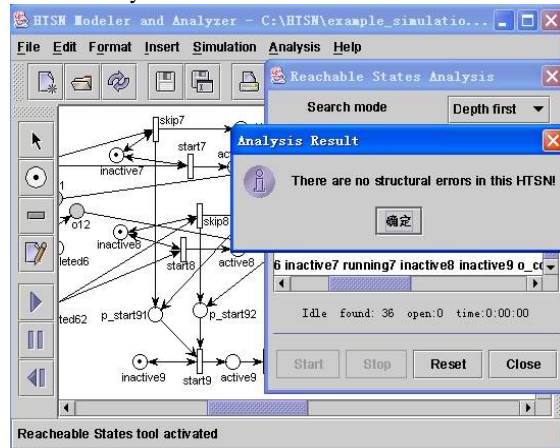 HTSN Modeler and Analyzer - C:\HTSN\example_simulatio...
File Edit Format Insert Simulation Analysis Help
Reachable States Analysis
Search mode
Depth first
Analysis Result
There are no structural errors in this HTSN!
确定
skip7
start7
inactive7
o12
skip8
inactive8
start8
active8
p_start91
p_start92
inactive9
start9
active9
6 inactive7 running7 inactive8 inactive9
Idle found: 36 open:0 time:0:00:00
Start Stop Reset Close
Reacheable States tool activated